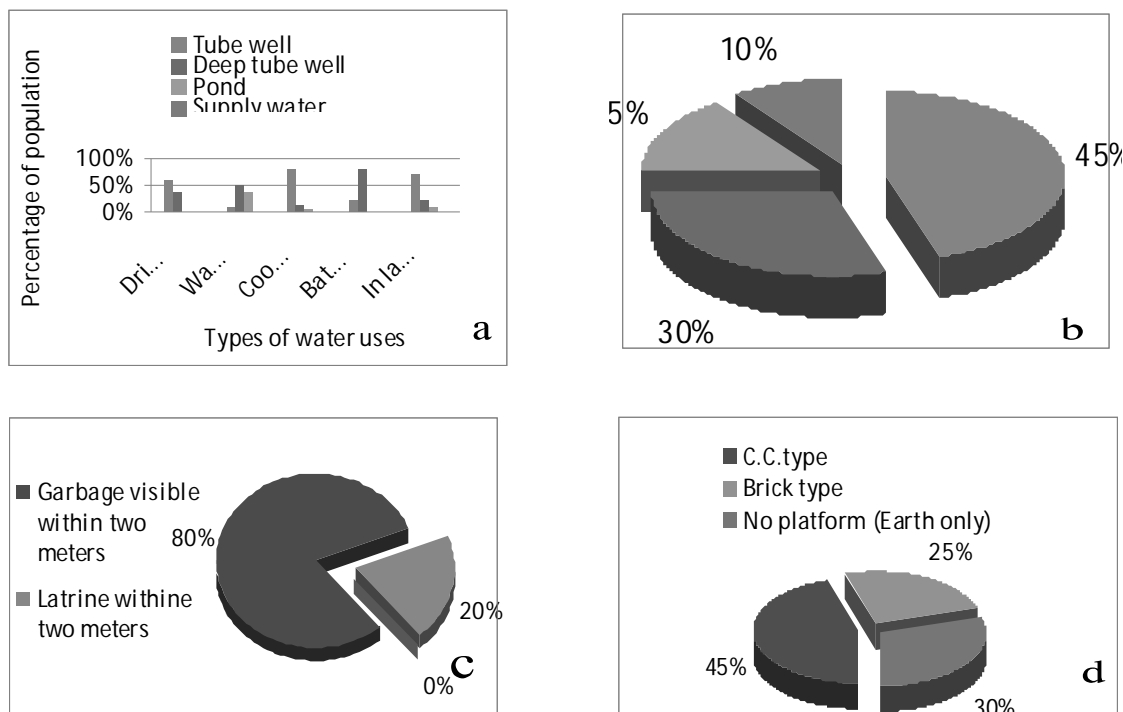 Tube well
Deep tube well
Pond
Supply water
Percentage of population
100%
50%
0%
Dri...
Wa...
Coo...
Bat...
In la...
Types of water uses
a
10%
5%
45%
30%
b
Garbage visible
within two
meters
Latrine withine
two meters
80%
20%
0%
c
C.C.type
Brick type
No platform (Earth only)
25%
45%
30%
d